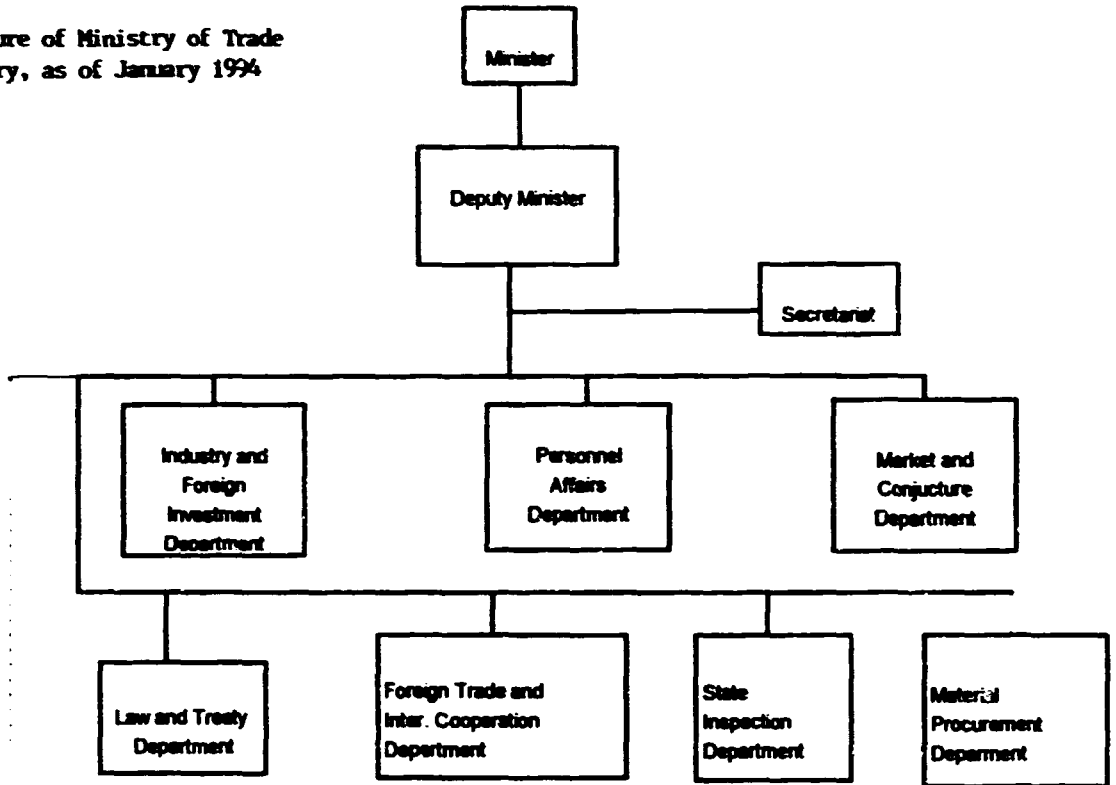 ure of Ministry of Trade
ry, as of January 1994
Minister
Deputy Minister
Secretariat
Industry and
Foreign
Investment
Department
Personnel
Affairs
Department
Market and
Conjucture
Department
Law and Treaty
Department
Foreign Trade and
Inter. Cooperation
Department
State
Inspection
Department
Material
Procurement
Deparment